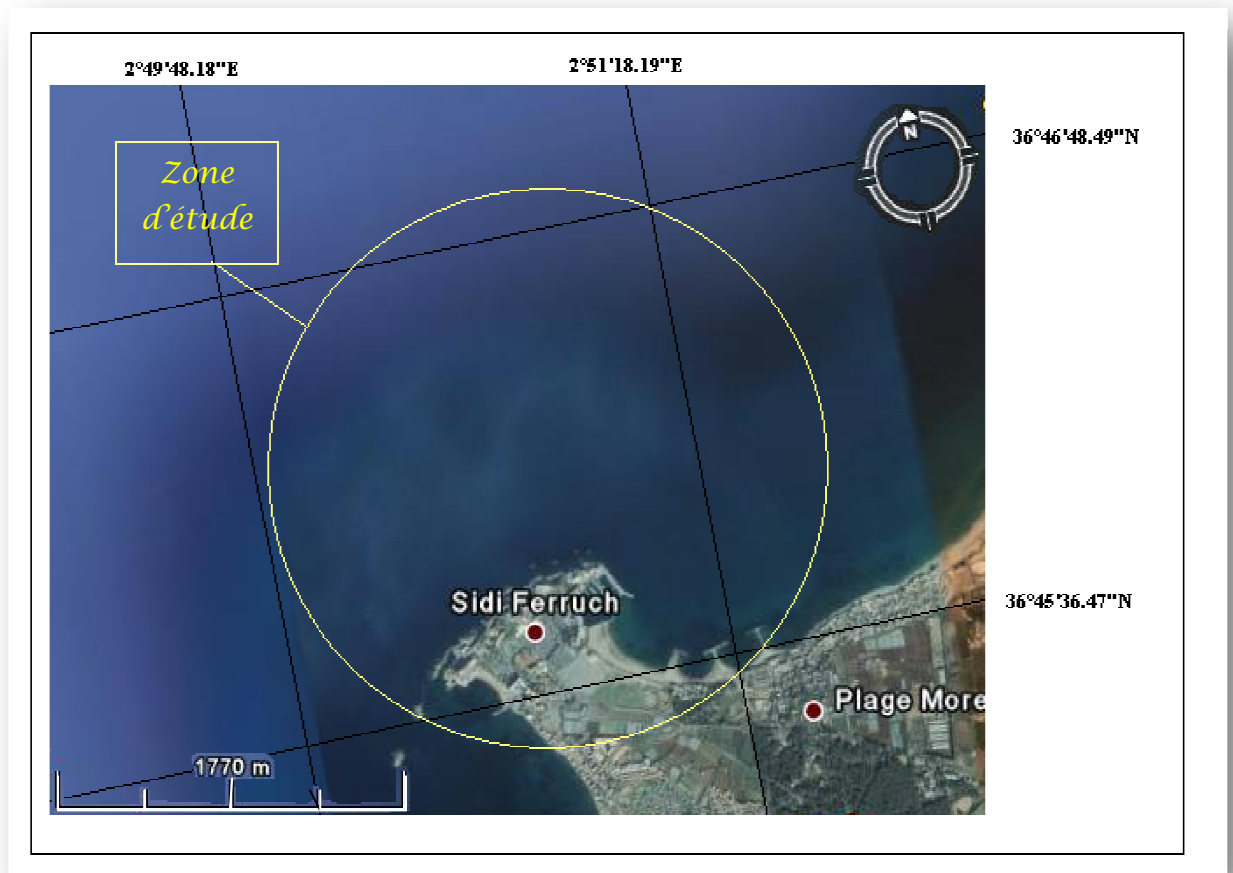 2°49'48.18"E
2°51'18.19"E
36°46'48.49"N
N
Zone
d'étude
36°45'36.47"N
Sidi Ferruch
Plage More
1770 m